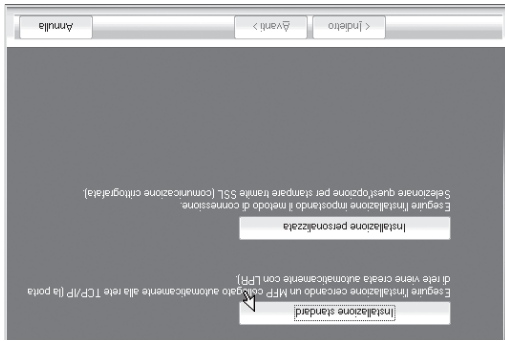 Installazione standard
Eseguire l'installazione cercando un MFP collegato automaticamente alla rete TCP/IP (la porta
di rete viene creata automaticamente con LPR).
Installazione personalizzata
Eseguire l'installazione impostando il metodo di connessione.
Selezionare quest'opzione per stampare tramite SSL (comunicazione crittografata).
< Indietro
Avanti >
Annulla